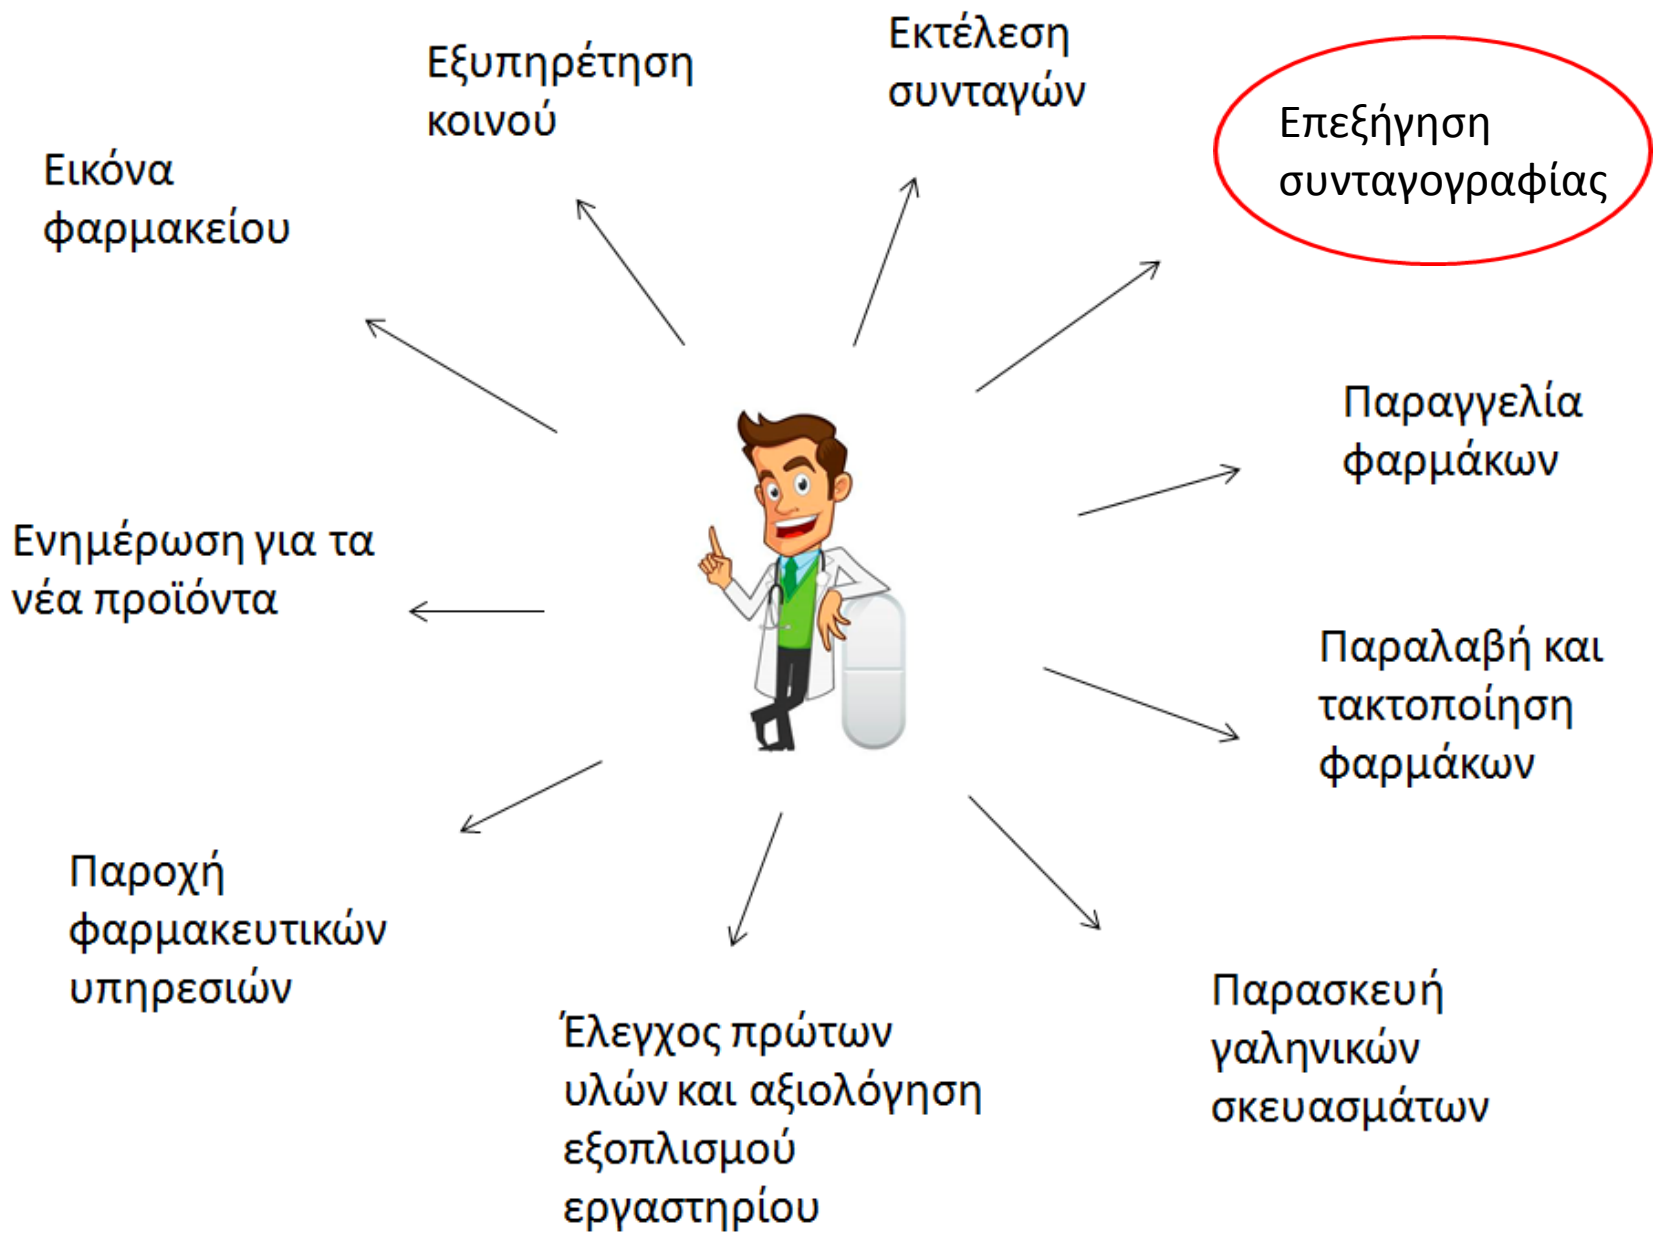 Εξυπηρέτηση
κοινού
Εκτέλεση
συνταγών
Επεξήγηση
συνταγογραφίας
Εικόνα
φαρμακείου
Παραγγελία
φαρμάκων
Ενημέρωση για τα
νέα προϊόντα
Παραλαβή και
τακτοποίηση
φαρμάκων
Παροχή
φαρμακευτικών
υπηρεσιών
Έλεγχος πρώτων
υλών και αξιολόγηση
εξοπλισμού
εργαστηρίου
Παρασκευή
γαληνικών
σκευασμάτων